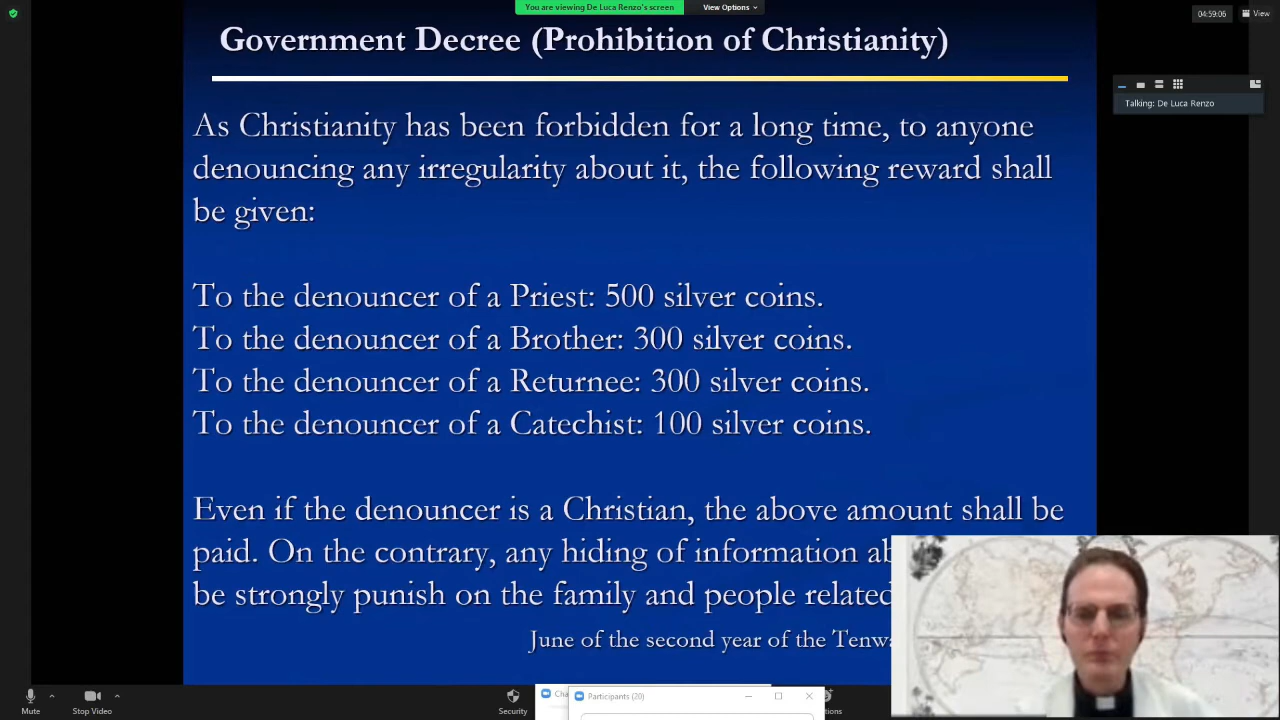 You are viewing De Luca Renzo's screen
View Options
04:59:06
View
Government Decree (Prohibition of Christianity)
Talking: De Luca Renzo
As Christianity has been forbidden for a long time, to anyone
denouncing any irregularity about it, the following reward shall
be given:
To the denouncer of a Priest: 500 silver coins.
To the denouncer of a Brother: 300 silver coins.
To the denouncer of a Returnee: 300 silver coins.
To the denouncer of a Catechist: 100 silver coins.
Even if the denouncer is a Christian, the above amount shall be
paid. On the contrary, any hiding of information
be strongly punish on the family and people related
June of the second year of the
Mute
Stop Video
Security
Participants (20)